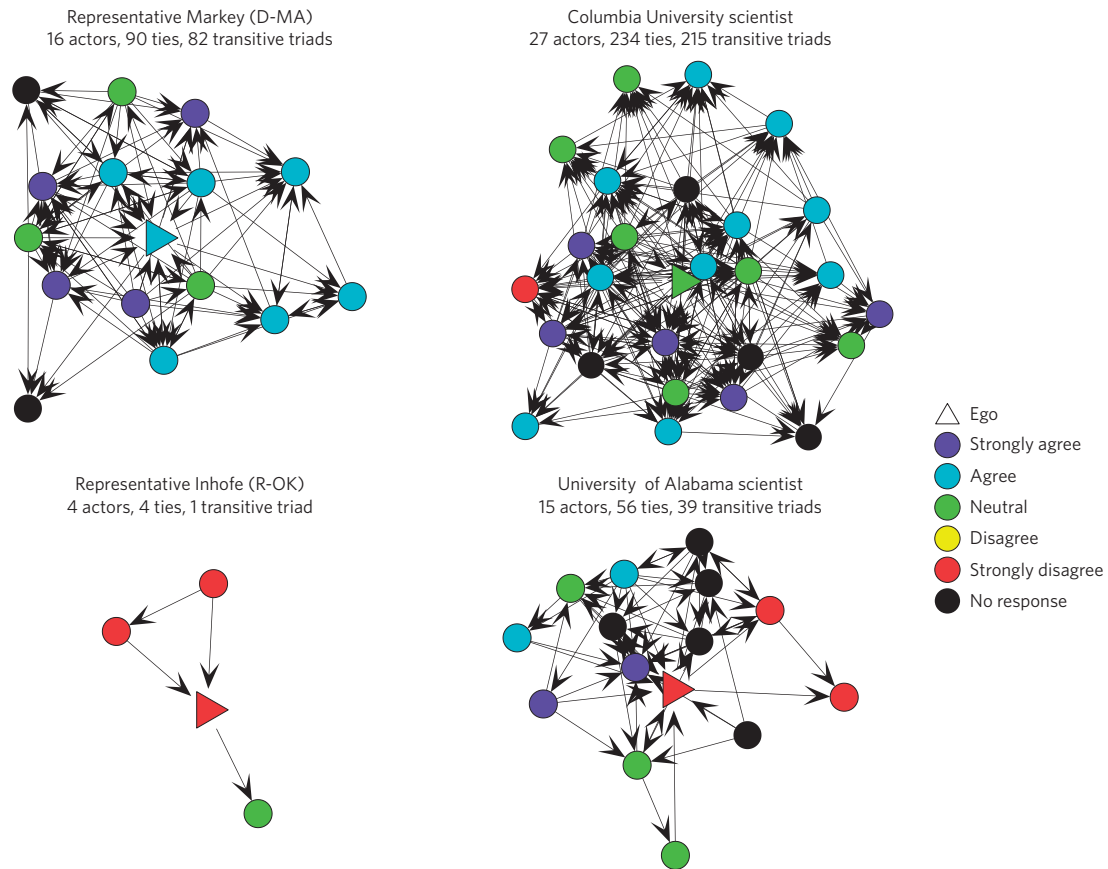 Representative Markey (D-MA)
16 actors, 90 ties, 82 transitive triads
Columbia University scientist
27 actors, 234 ties, 215 transitive triads
Representative Inhofe (R-OK)
4 actors, 4 ties, 1 transitive triad
University of Alabama scientist
15 actors, 56 ties, 39 transitive triads
Ego
Strongly agree
Agree
Neutral
Disagree
Strongly disagree
No response